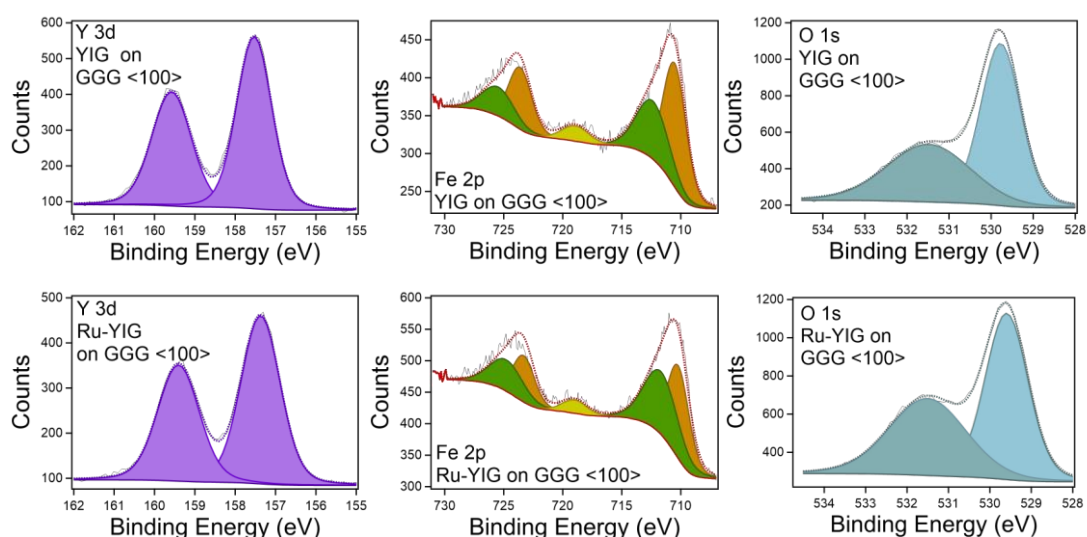 600
500
400
300
200
100
Counts
Y 3d
YIG on
GGG <100>
162 161 160 159 158 157 156 155
Binding Energy (eV)
450
400
350
300
250
Counts
Fe 2p
YIG on GGG <100>
730 725 720 715 710
Binding Energy (eV)
1200
1000
800
600
400
200
Counts
O 1s
YIG on
GGG <100>
534 533 532 531 530 529 528
Binding Energy (eV)
500
400
300
200
100
Counts
Y 3d
Ru-YIG
on GGG <100>
162 161 160 159 158 157 156 155
Binding Energy (eV)
600
550
500
450
400
350
300
Counts
Fe 2p
Ru-YIG on GGG <100>
730 725 720 715 710
Binding Energy (eV)
1200
1000
800
600
400
Counts
O 1s
Ru-YIG on
GGG <100>
534 533 532 531 530 529 528
Binding Energy (eV)